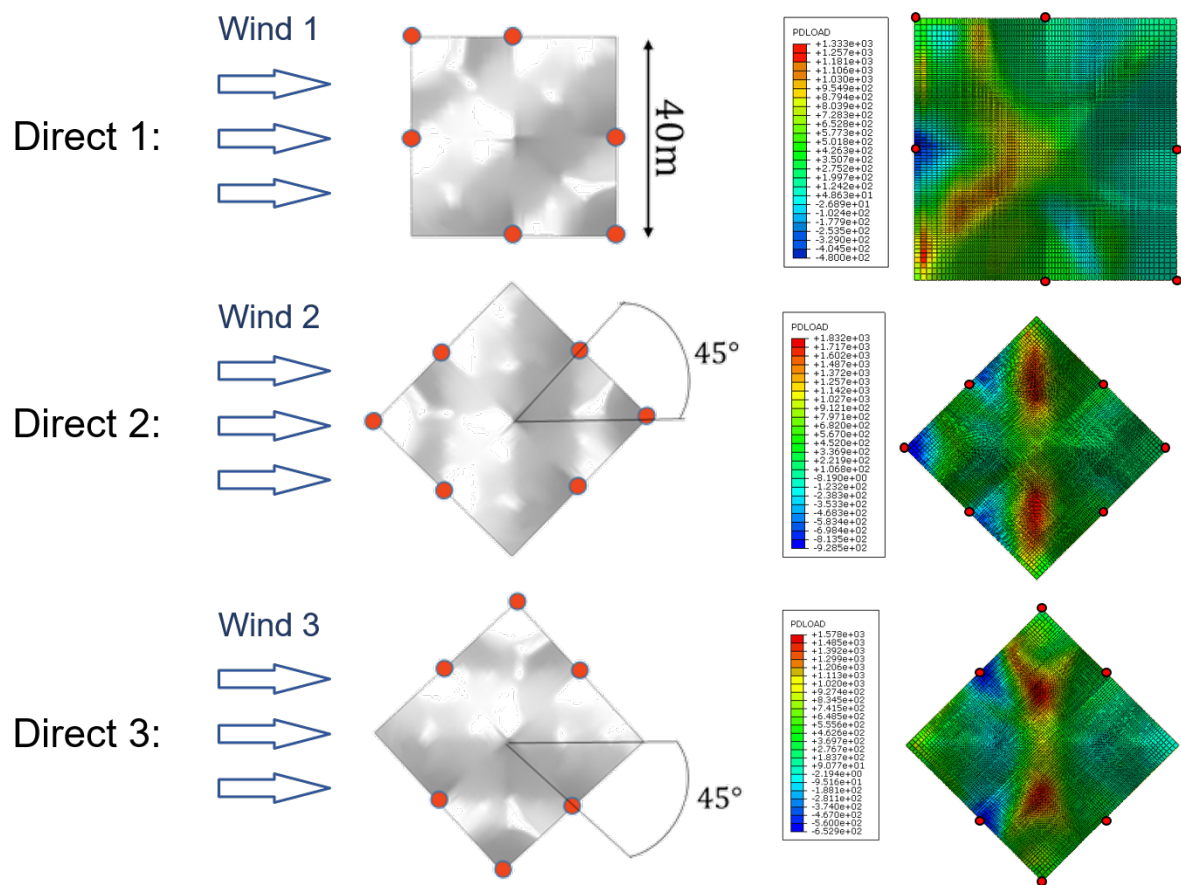 Wind 1
Direct 1:
40m
PDLOAD
+1.333e+03
+1.257e+03
+1.181e+03
+1.106e+03
+1.030e+03
+9.549e+02
+8.794e+02
+8.039e+02
+7.283e+02
+6.528e+02
+5.773e+02
+5.018e+02
+4.263e+02
+3.507e+02
+2.752e+02
+1.997e+02
+1.242e+02
+4.863e+01
-2.689e+01
-1.024e+02
-1.779e+02
-2.535e+02
-3.290e+02
-4.045e+02
-4.800e+02
Wind 2
Direct 2:
45°
PDLOAD
+1.832e+03
+1.717e+03
+1.602e+03
+1.487e+03
+1.372e+03
+1.257e+03
+1.142e+03
+1.027e+03
+9.121e+02
+7.971e+02
+6.820e+02
+5.670e+02
+4.520e+02
+3.369e+02
+2.219e+02
+1.068e+02
-8.190e+00
-1.232e+02
-2.383e+02
-3.533e+02
-4.683e+02
-5.834e+02
-6.984e+02
-8.135e+02
-9.285e+02
Wind 3
Direct 3:
45°
PDLOAD
+1.578e+03
+1.485e+03
+1.392e+03
+1.299e+03
+1.206e+03
+1.113e+03
+1.020e+03
+9.274e+02
+8.345e+02
+7.415e+02
+6.485e+02
+5.556e+02
+4.626e+02
+3.697e+02
+2.767e+02
+1.837e+02
+9.077e+01
-2.194e+00
-9.516e+01
-1.881e+02
-2.811e+02
-3.740e+02
-4.670e+02
-5.600e+02
-6.529e+02